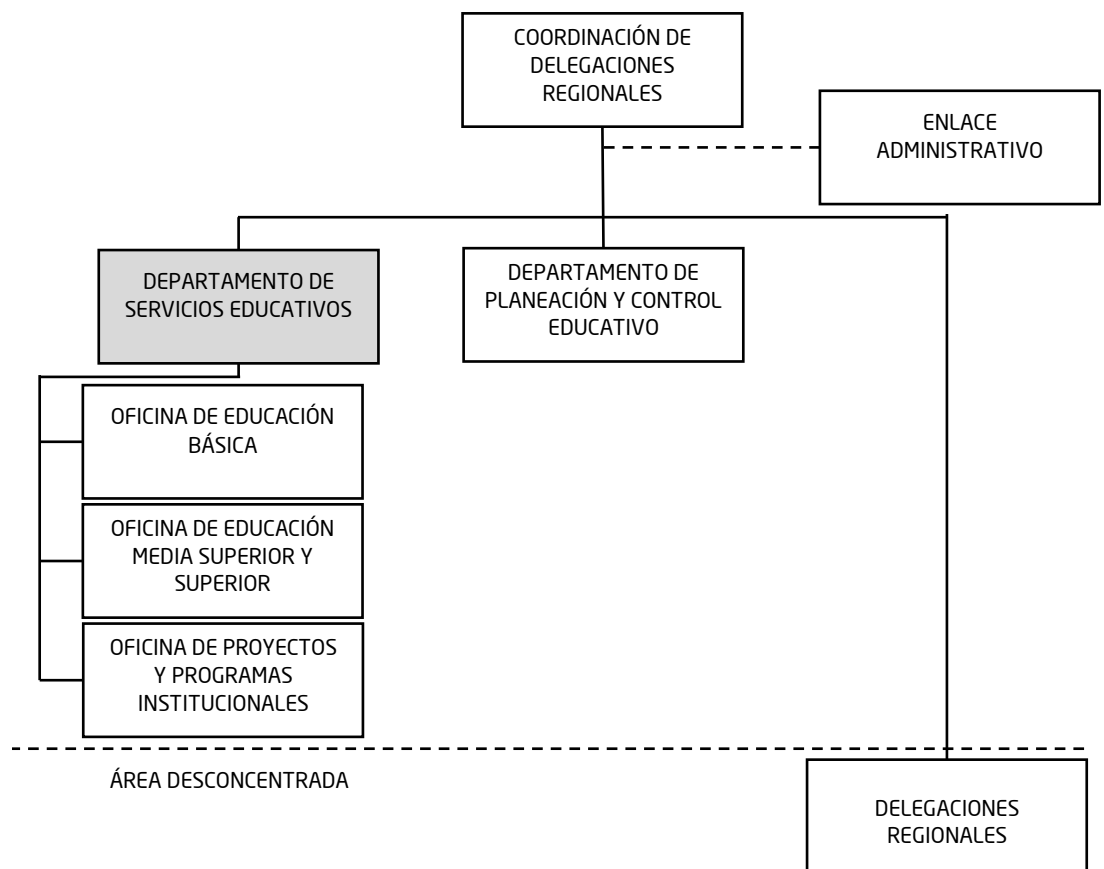 COORDINACIÓN DE
DELEGACIONES
REGIONALES
ENLACE
ADMINISTRATIVO
DEPARTAMENTO DE
SERVICIOS EDUCATIVOS
DEPARTAMENTO DE
PLANEACIÓN Y CONTROL
EDUCATIVO
OFICINA DE EDUCACIÓN
BÁSICA
OFICINA DE EDUCACIÓN
MEDIA SUPERIOR Y
SUPERIOR
OFICINA DE PROYECTOS
Y PROGRAMAS
INSTITUCIONALES
ÁREA DESCONCENTRADA
DELEGACIONES
REGIONALES